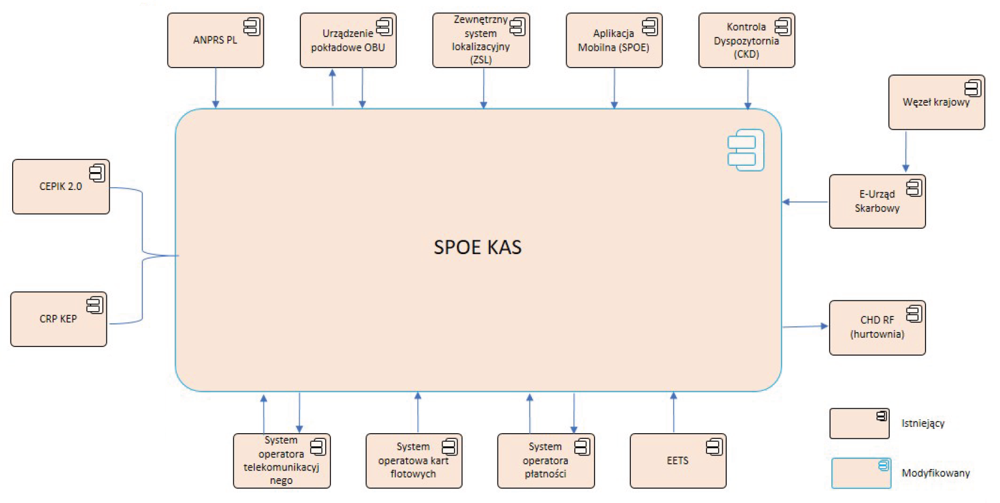 ANPRS PL
Urządzenie
pokładowe OBU
Zewnętrzny
system
lokalizacyjny
(ZSL)
Aplikacja
Mobilna (SPOE)
Kontrola
Dyspozytornia
(CKD)
Węzeł krajowy
CEPIK 2.0
E-Urząd
Skarbowy
SPOE KAS
CRP KEP
CHD RF
(hurtownia)
System
operatora
telekomunikacyj
nego
System
operatowa kart
flotowych
System
operatora
płatności
EETS
Istniejący
Modyfikowany